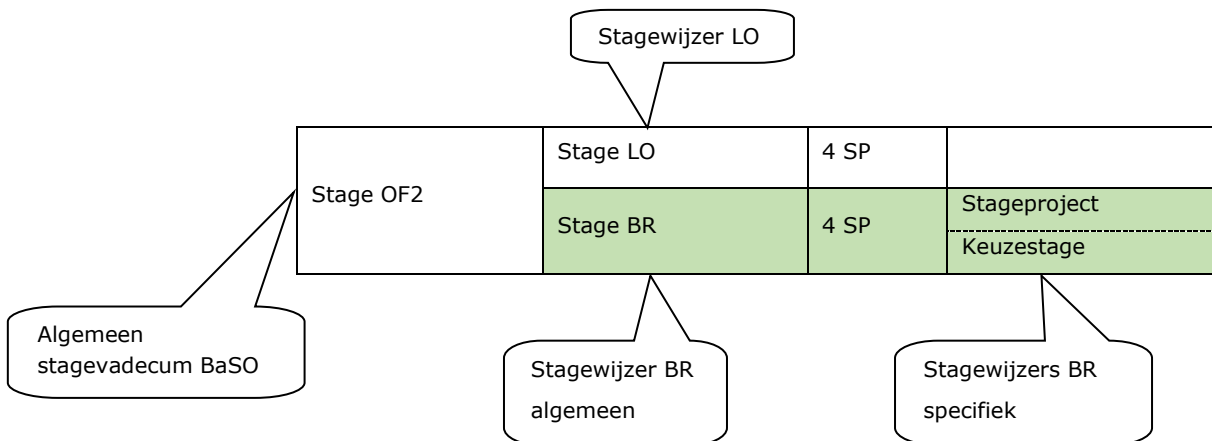 Stagewijzer LO
Stage OF2
Stage LO
4 SP
Stage BR
4 SP
Stageproject
Keuzestage
Algemeen
stagevadecum BaSO
Stagewijzer BR
algemeen
Stagewijzers BR
specifiek